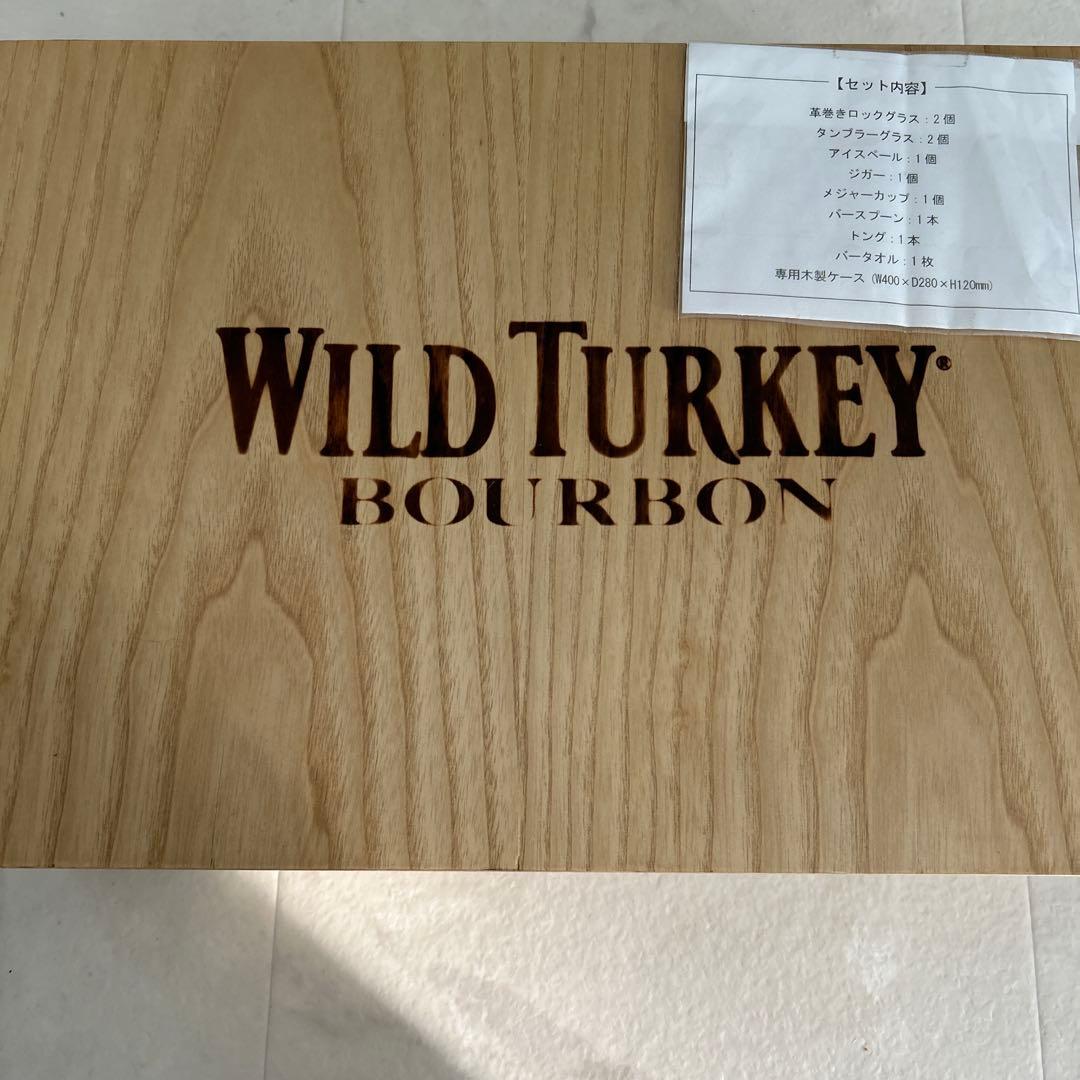 【セット内容】
革巻きロックグラス：2個
タンブラーグラス：2個
アイスペール：1個
ジガー：1個
メジャーカップ：1個
バースプーン：1本
トング：1本
バータオル：1枚
専用木製ケース（W400×D280×H120mm）
WILD TURKEY®
BOURBON